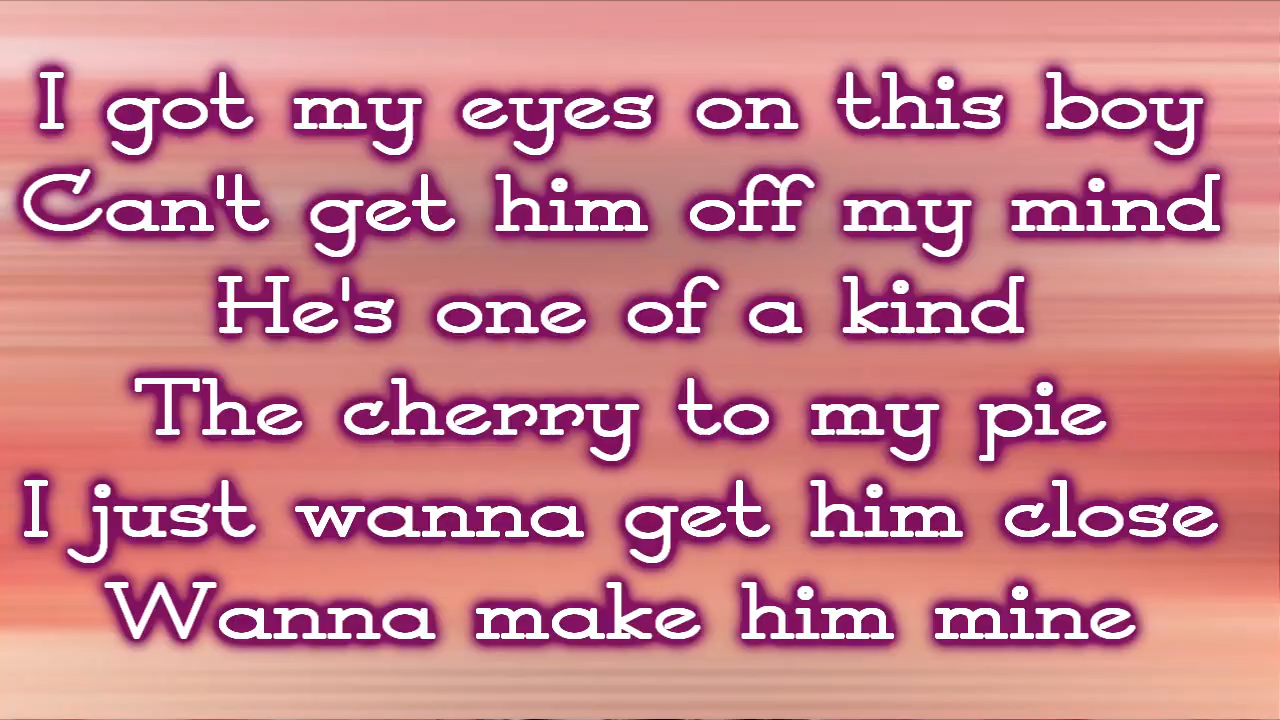 I got my eyes on this boy
Can't get him off my mind
He's one of a kind
The cherry to my pie
I just wanna get him close
Wanna make him mine